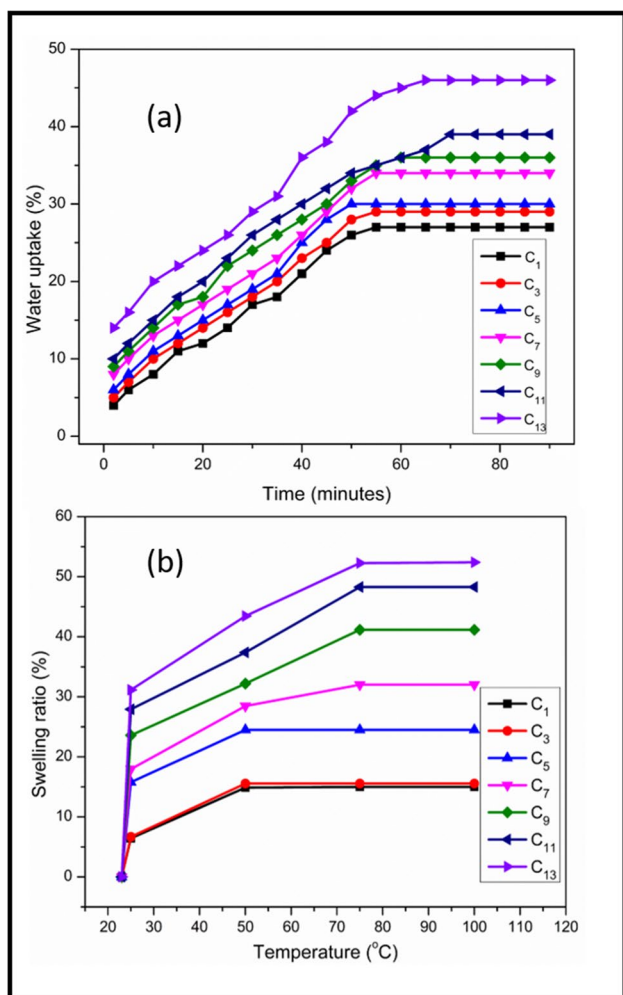 50
40
30
20
10
0
Water uptake (%)
(a)
C1
C3
C5
C7
C9
C11
C13
0 20 40 60 80
Time (minutes)
60
50
40
30
20
10
0
Swelling ratio (%)
(b)
C1
C3
C5
C7
C9
C11
C13
20 30 40 50 60 70 80 90 100 110 120
Temperature (°C)